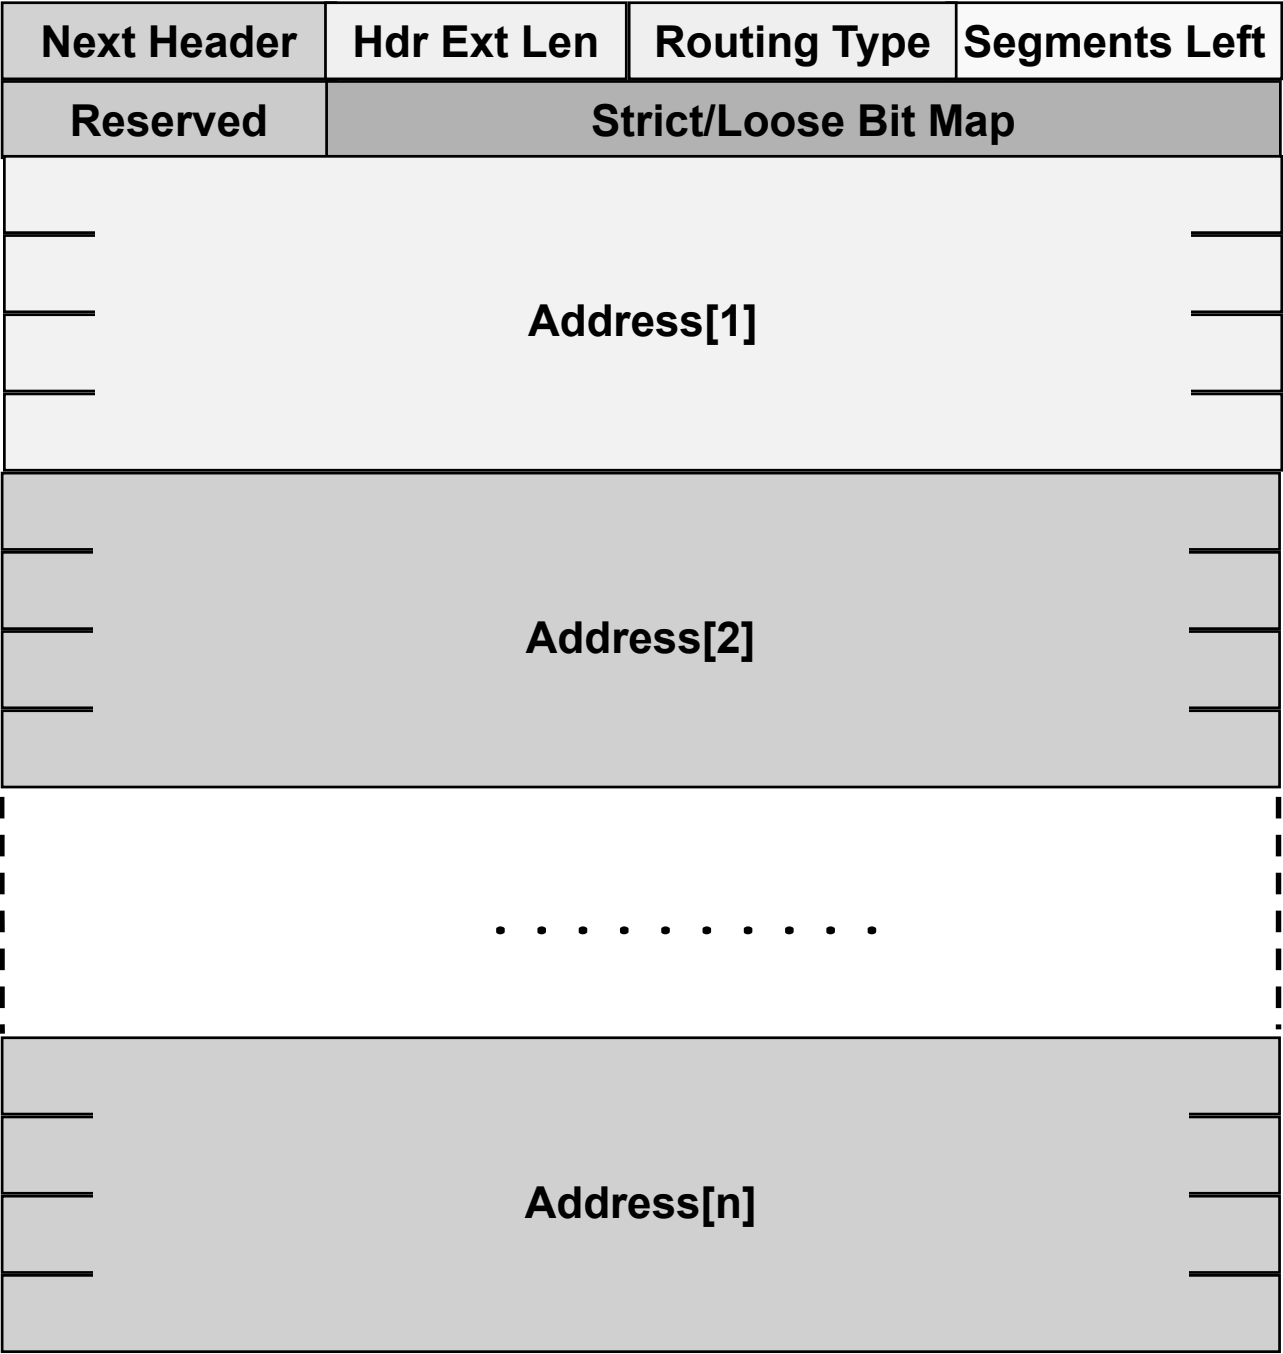 Next Header Hdr Ext Len Routing Type Segments Left
Reserved Strict/Loose Bit Map
Address[1]
Address[2]
. . . . . . . . . .
Address[n]